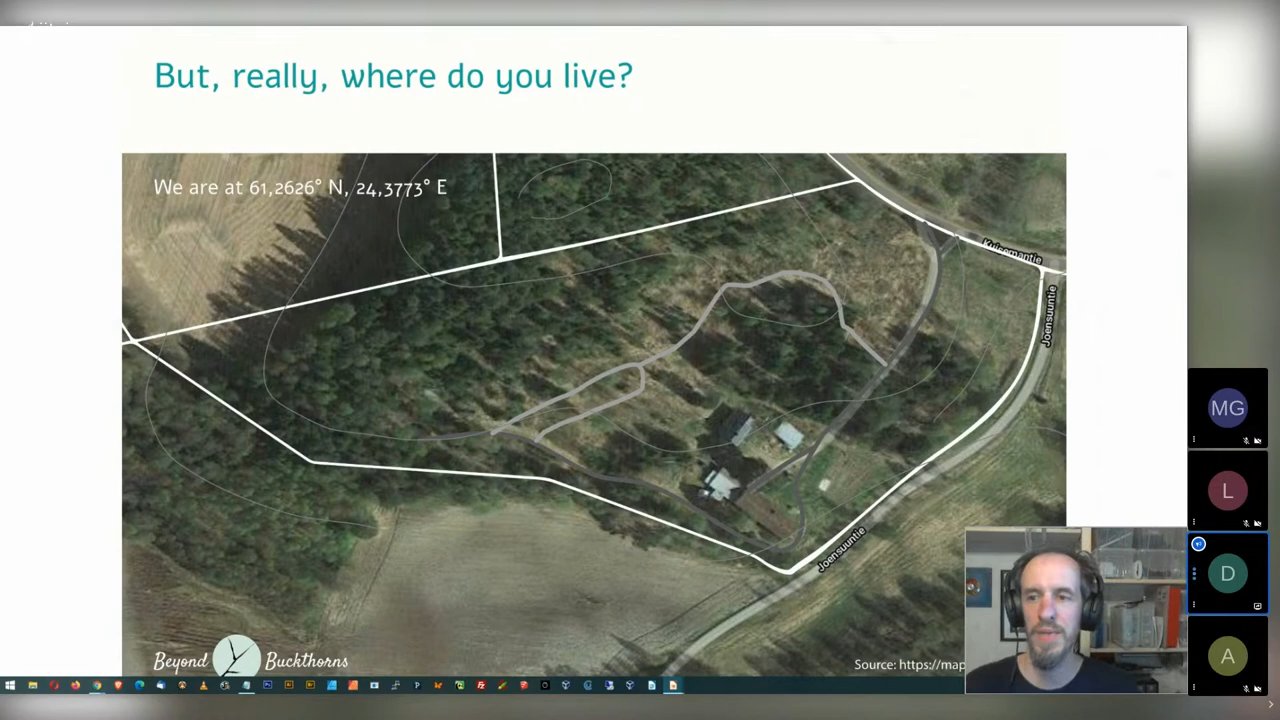 But, really, where do you live?
We are at 61,2626° N, 24,3773° E
Kuisemantie
Joensuuntie
Joensuuntie
MG
L
D
A
Beyond Buckthorns
Source: https://map